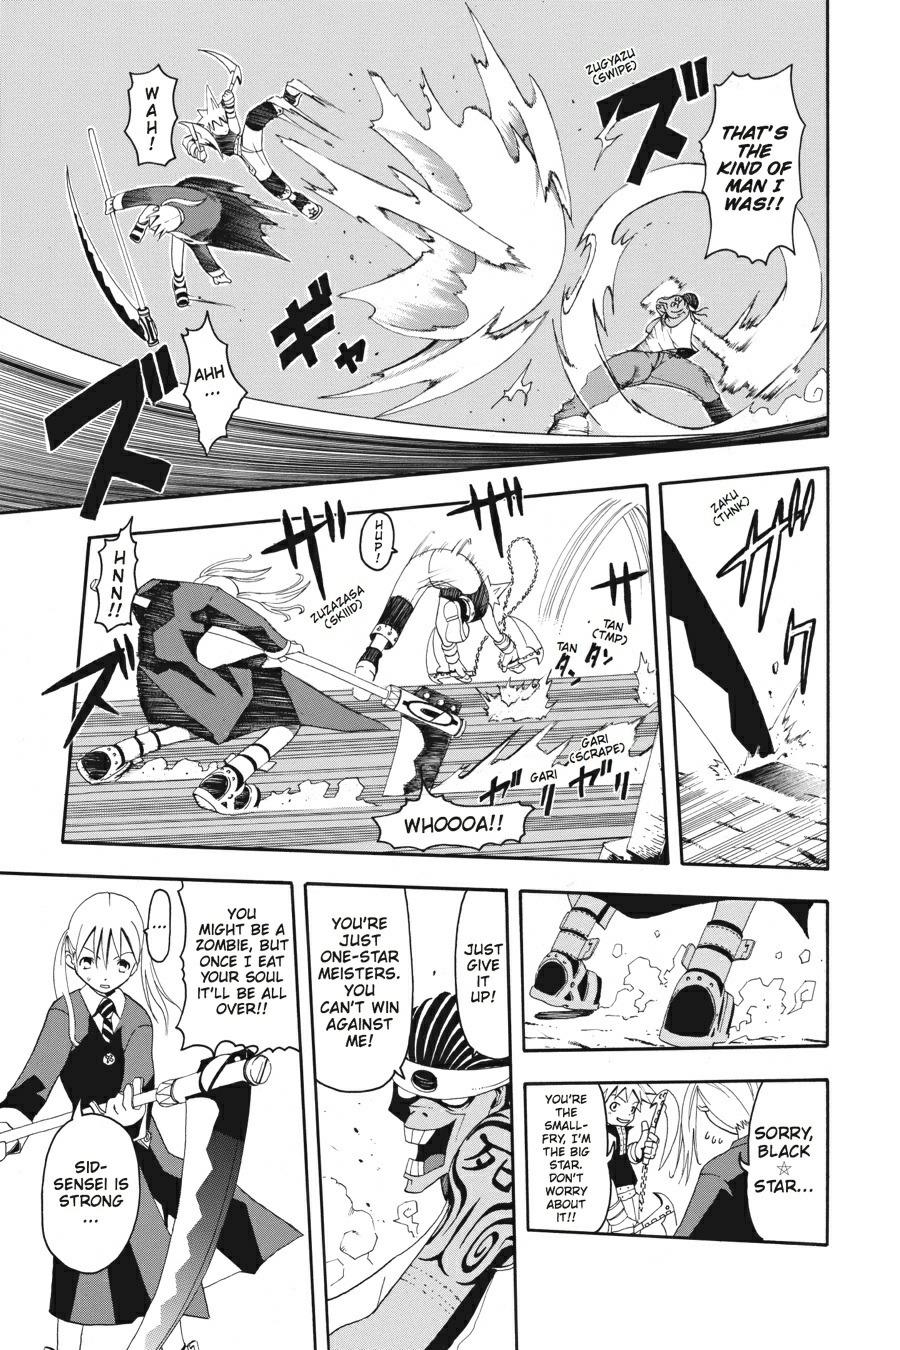 THAT'S
THE
KIND OF
MAN I
WAS!!
ZUGYAZU
(SWIPE)
ズ
ギャ
ズ
WAH!
AHH
...
ZAKU
(THNK)
ザクッ
HUP!
TAN
(TMP)
タン
TAN
タン
ZUZAZASA
(SKIIID)
ズザザザ
HNN!!
GARI
(SCRAPE)
ガリ
GARI
ガリ
WHOOOA!!
SORRY,
BLACK
☆
STAR...
YOU'RE
THE
SMALL-
FRY, I'M
THE BIG
STAR.
DON'T
WORRY
ABOUT
IT!!
JUST
GIVE
IT
UP!
YOU'RE
JUST
ONE-STAR
MEISTERS.
YOU
CAN'T WIN
AGAINST
ME!
YOU
MIGHT BE A
ZOMBIE, BUT
ONCE I EAT
YOUR SOUL
IT'LL BE ALL
OVER!!
...
SID-
SENSEI IS
STRONG
...